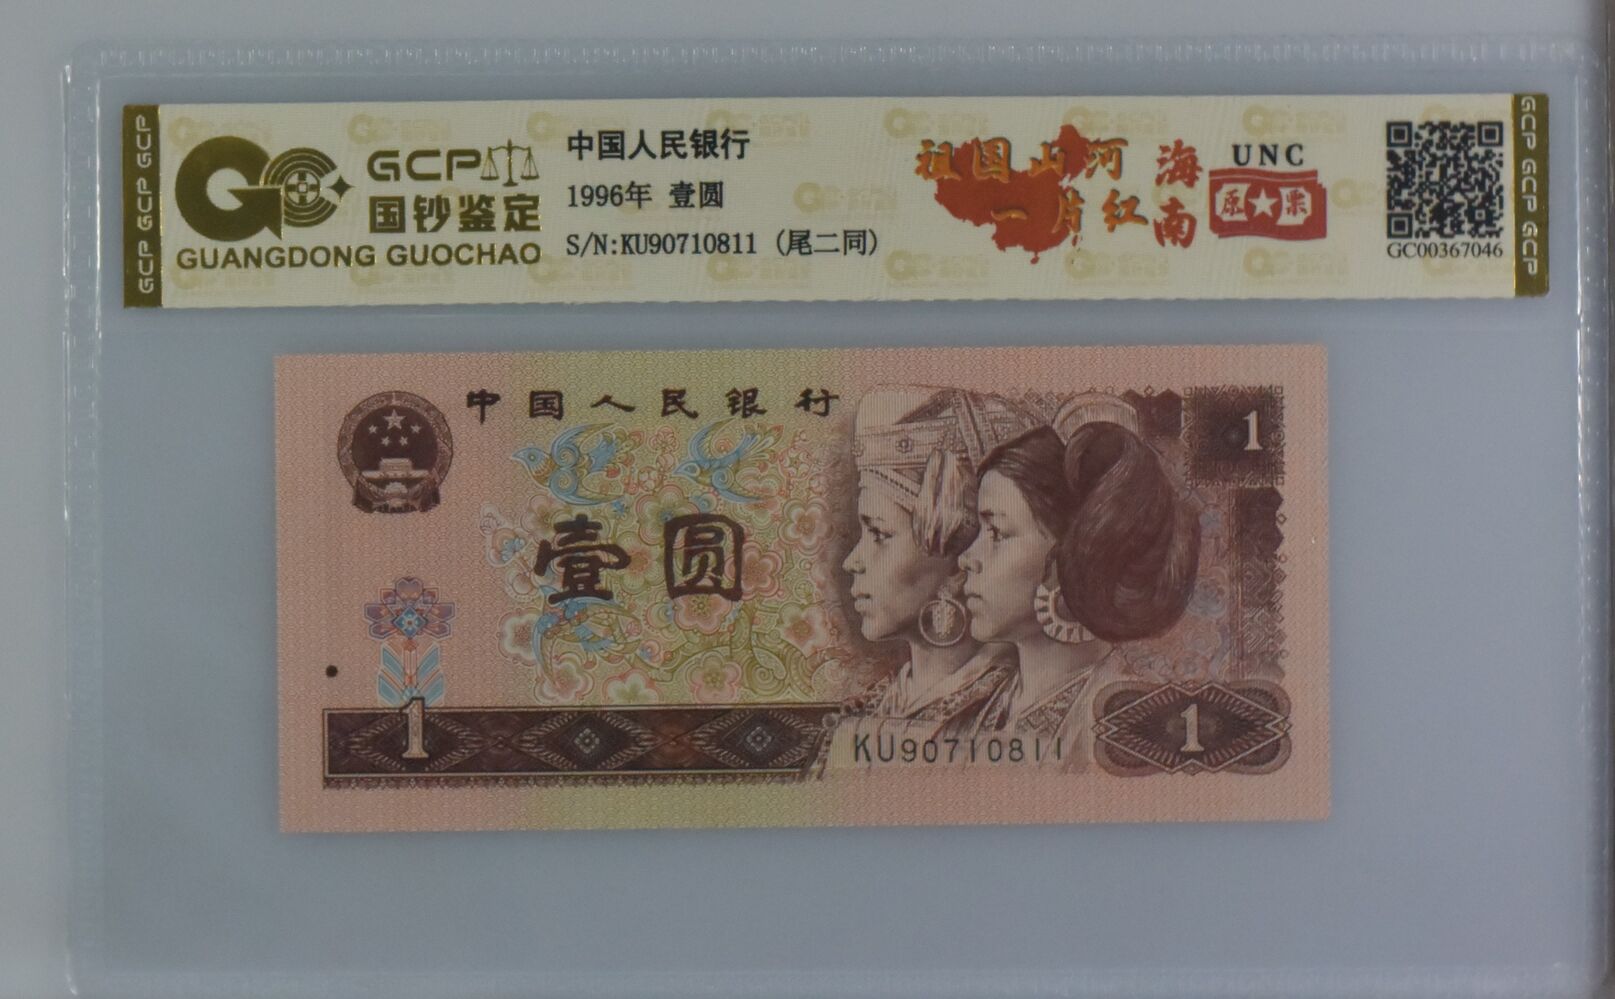 GCP GCP GCP GCP
GCP
国钞鉴定
GUANGDONG GUOCHAO
中国人民银行
1996年 壹圆
S/N:KU90710811 (尾二同)
祖国山河
一片红
海南
UNC
原★票
GC00367046
GCP GCP GCP GCP
中国人民银行
1
壹圆
1
KU90710811
1